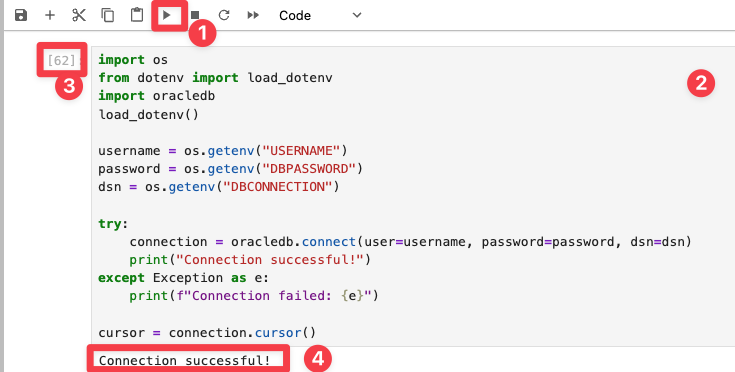 Code
1
[62]:
3
2
import os
from dotenv import load_dotenv
import oracledb
load_dotenv()
username = os.getenv("USERNAME")
password = os.getenv("DBPASSWORD")
dsn = os.getenv("DBCONNECTION")
try:
    connection = oracledb.connect(user=username, password=password, dsn=dsn)
    print("Connection successful!")
except Exception as e:
    print(f"Connection failed: {e}")
cursor = connection.cursor()
Connection successful!
4